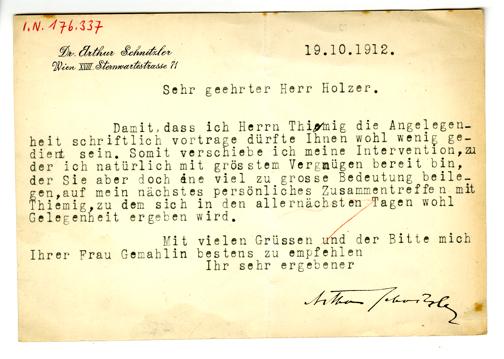 I.N. 176.337
Dr. Arthur Schnitzler
Wien XVIII. Sternwartestrasse 71
19.10.1912.
Sehr geehrter Herr Holzer.
Damit, dass ich Herrn Thiemig die Angelegen-
heit schriftlich vortrage dürfte Ihnen wohl wenig ge-
dient sein. Somit verschiebe ich meine Intervention, zu
der ich natürlich mit grösstem Vergnügen bereit bin,
der Sie aber doch eine viel zu grosse Bedeutung beile-
gen, auf mein nächstes persönliches Zusammentreffen mit
Thiemig, zu dem sich in den allernächsten Tagen wohl
Gelegenheit ergeben wird.
Mit vielen Grüssen und der Bitte mich
Ihrer Frau Gemahlin bestens zu empfehlen
Ihr sehr ergebener
Arthur Schnitzler